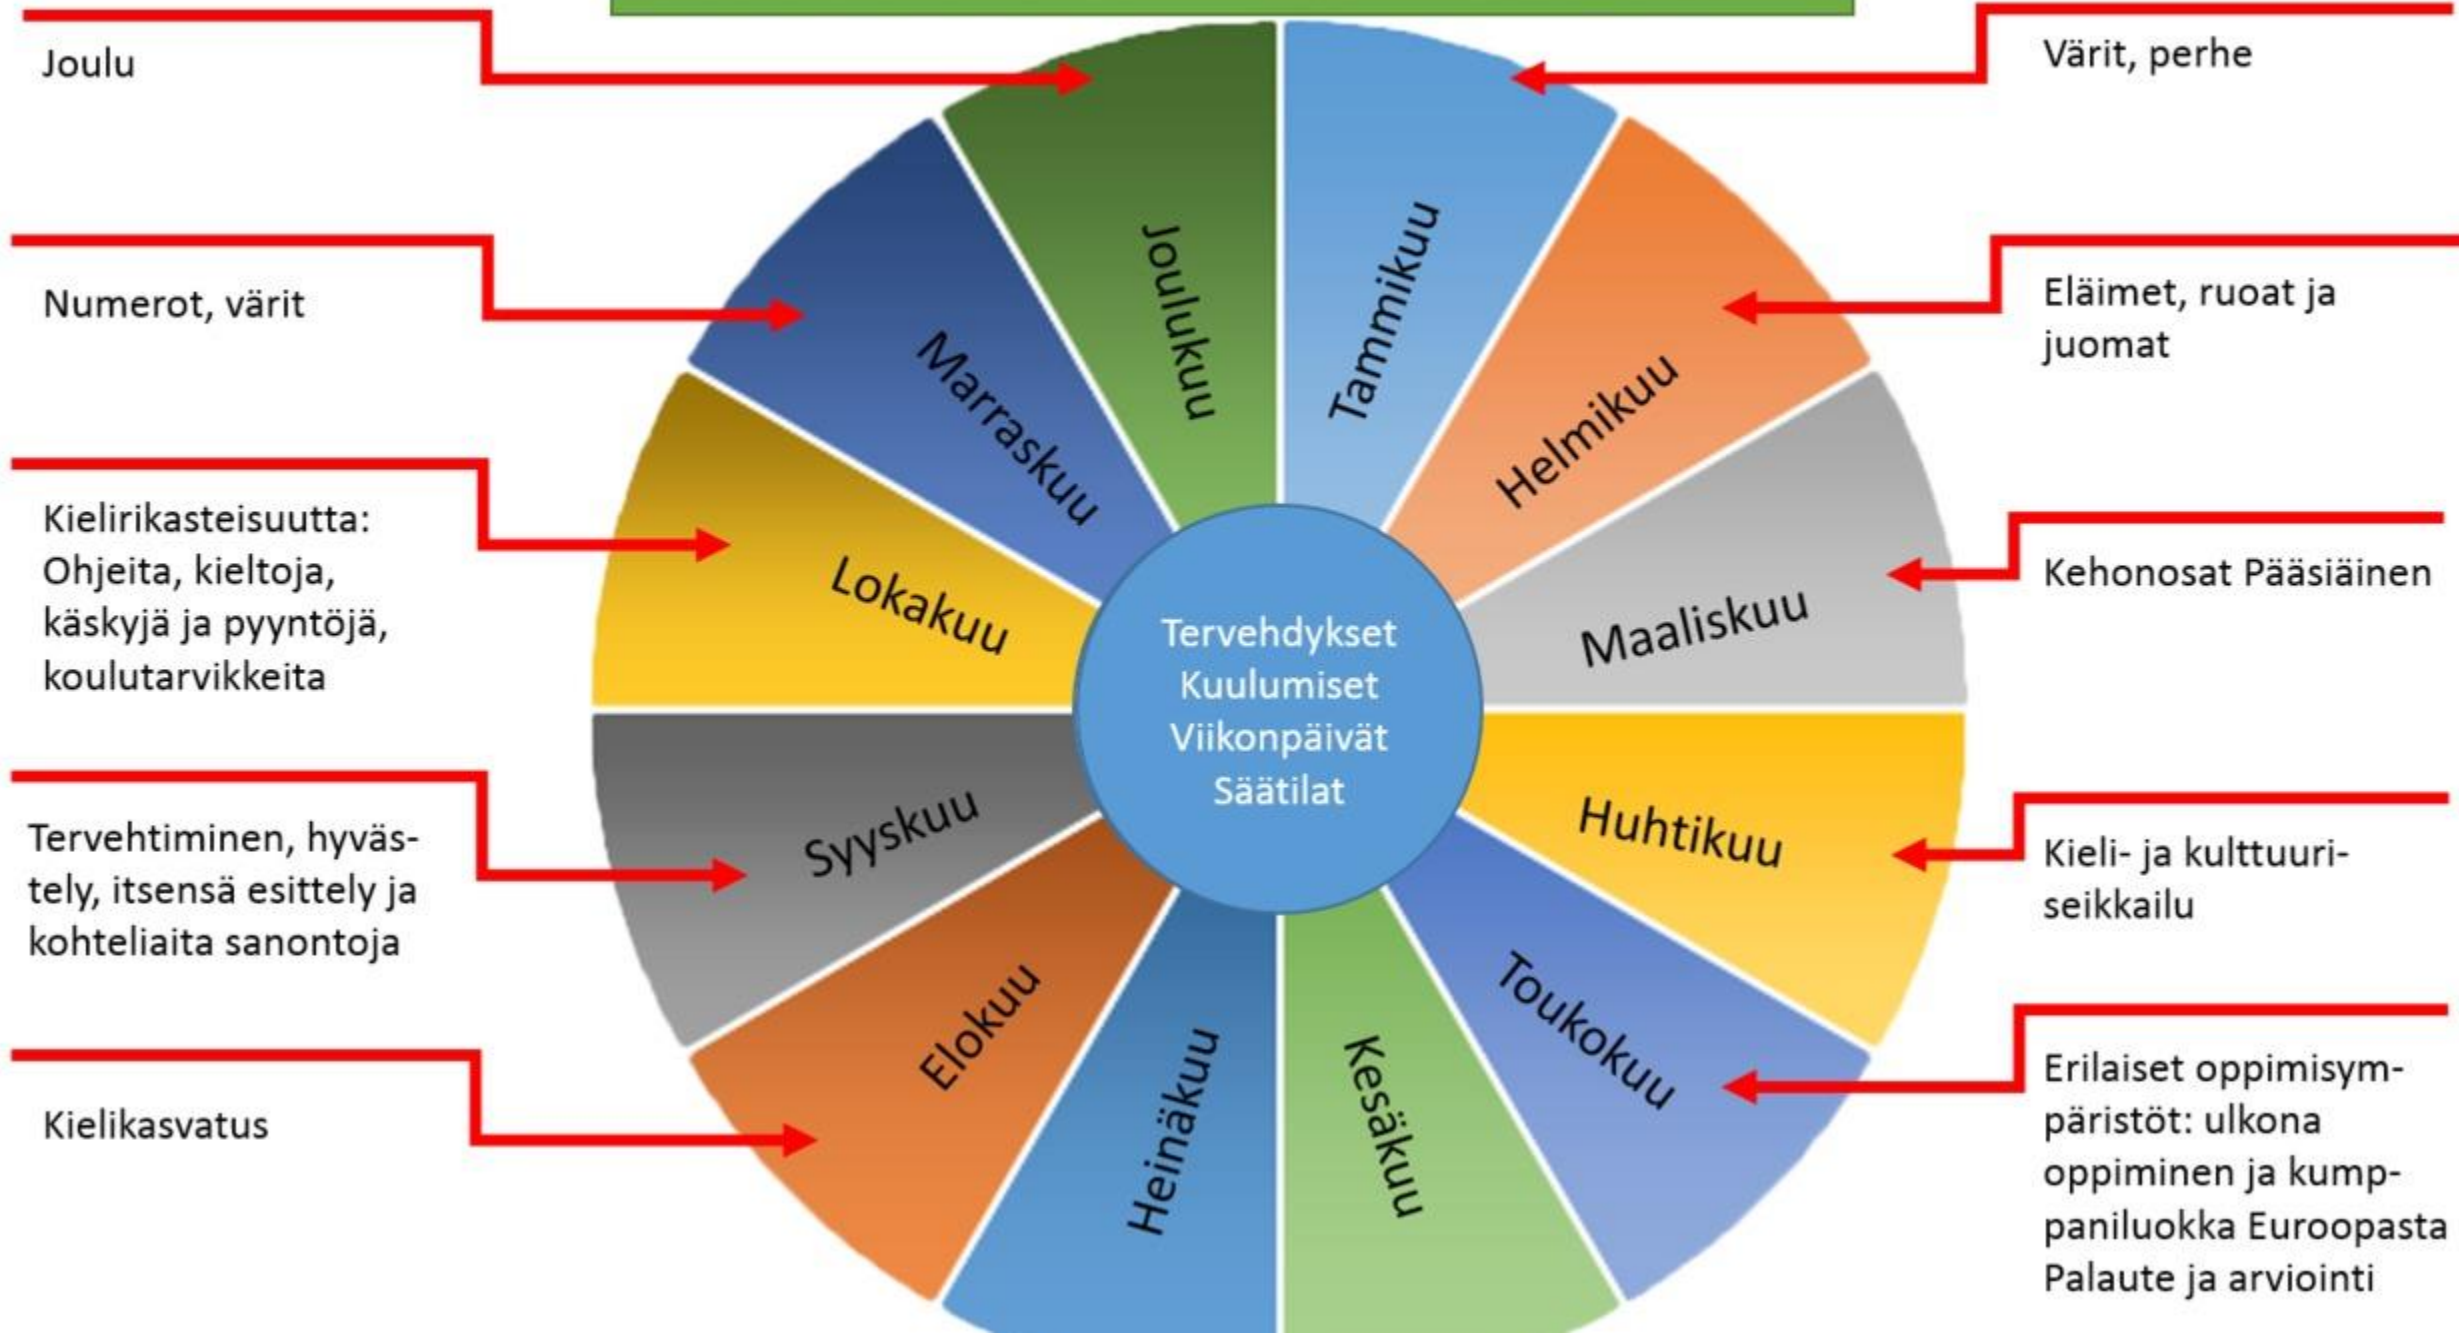 Joulu
Numerot, värit
Kielirikasteisuutta:
Ohjeita, kieltoja,
käskyjä ja pyyntöjä,
koulutarvikkeita
Tervehtiminen, hyväs-
tely, itsensä esittely ja
kohteliaita sanontoja
Kielikasvatus
Joulukuu
Tammikuu
Marraskuu
Helmikuu
Lokakuu
Maaliskuu
Tervehdykset
Kuulumiset
Viikonpäivät
Säätilat
Syyskuu
Huhtikuu
Elokuu
Toukokuu
Heinäkuu
Kesäkuu
Värit, perhe
Eläimet, ruoat ja
juomat
Kehonosat Pääsiäinen
Kieli- ja kulttuuri-
seikkailu
Erilaiset oppimisym-
päristöt: ulkona
oppiminen ja kump-
paniluokka Euroopasta
Palaute ja arviointi